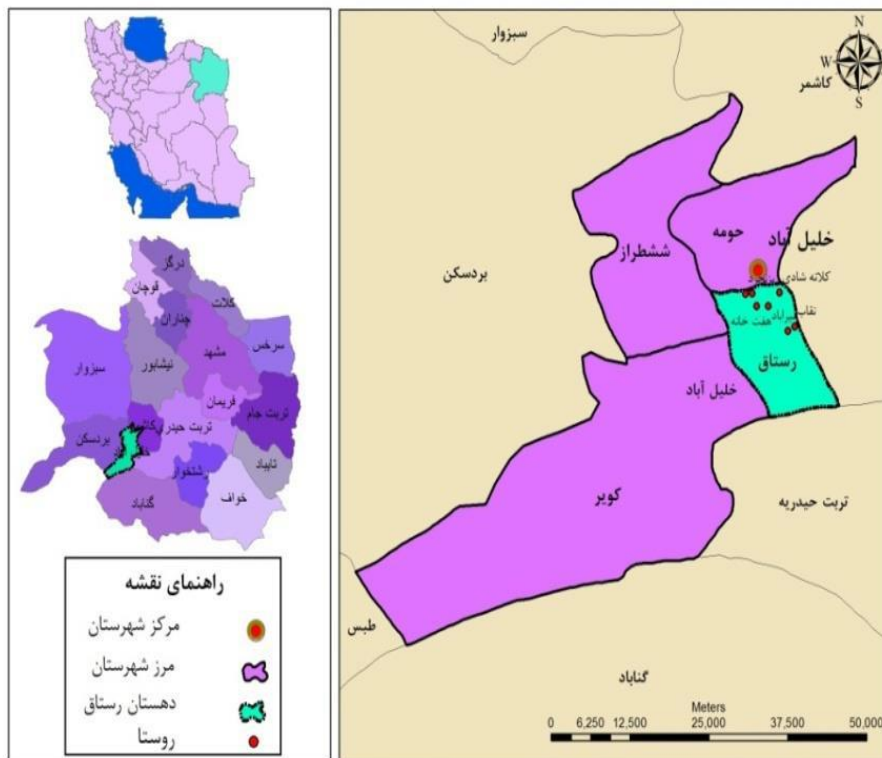 درگز
قوچان
کلات
چناران
سرخس
مشهد
سبزوار
نیشابور
فریمان
تربت جام
تربت حیدری
بردسکن
رشتخوار
تایباد
خواف
گناباد
راهنمای نقشه
مرکز شهرستان
مرز شهرستان
دهستان رستاق
روستا
سبزوار
N
W
E
S
کاشمر
حومه
خلیل آباد
ششطراز
بردسکن
کلاته شادی
نقاب
هفت خانه
رستاق
خلیل آباد
کویر
تربت حیدریه
طبس
گناباد
Meters
0 6,250 12,500 25,000 37,500 50,000